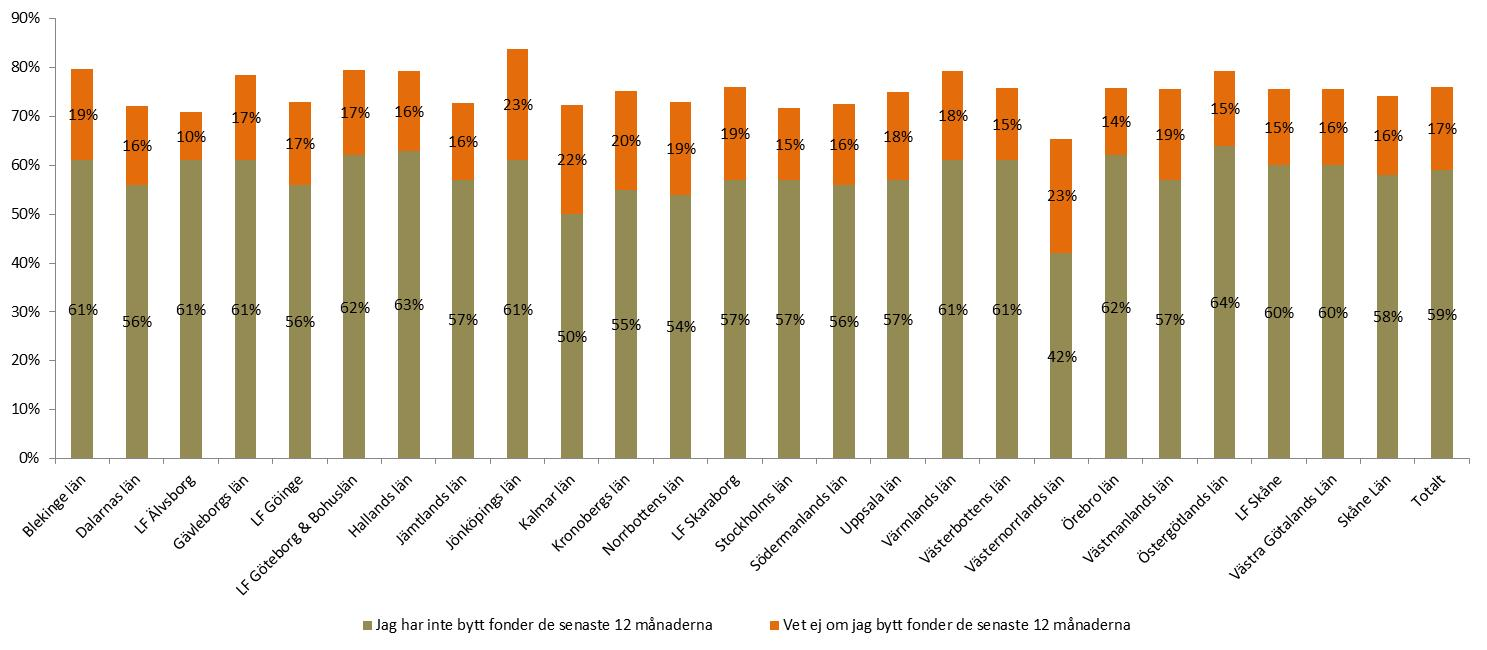 90%
80%
70%
60%
50%
40%
30%
20%
10%
0%
19% 16% 10% 17% 17% 17% 16% 16% 23% 22% 20% 19% 19% 15% 16% 18% 18% 15% 23% 14% 19% 15% 15% 16% 16% 17%
61% 56% 61% 61% 56% 62% 63% 57% 61% 50% 55% 54% 57% 57% 56% 57% 61% 61% 42% 62% 57% 64% 60% 60% 58% 59%
Blekinge län
Dalarnas län
LF Älvsborg
Gävleborgs län
LF Göinge
LF Göteborg & Bohuslän
Hallands län
Jämtlands län
Jönköpings län
Kalmar län
Kronobergs län
Norrbottens län
LF Skaraborg
Stockholms län
Södermanlands län
Uppsala län
Värmlands län
Västerbottens län
Västernorrlands län
Örebro län
Västmanlands län
Östergötlands län
LF Skåne
Västra Götalands Län
Skåne Län
Totalt
Jag har inte bytt fonder de senaste 12 månaderna
Vet ej om jag bytt fonder de senaste 12 månaderna